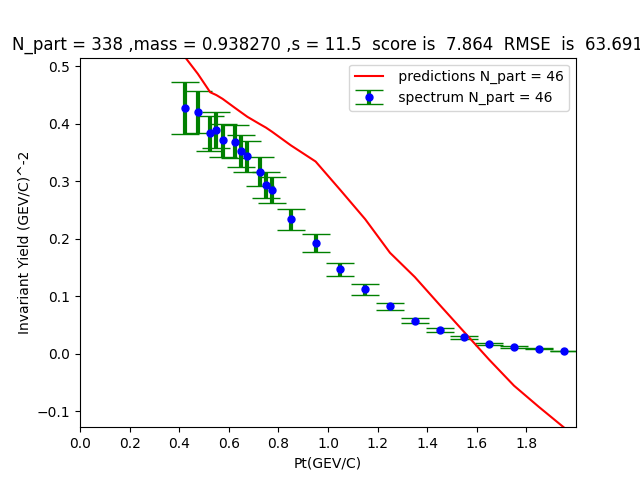 N_part = 338 ,mass = 0.938270 ,s = 11.5  score is  7.864  RMSE  is  63.691
predictions N_part = 46
spectrum N_part = 46
0.5
0.4
0.3
0.2
0.1
0.0
−0.1
Invariant Yield (GEV/C)^-2
0.0 0.2 0.4 0.6 0.8 1.0 1.2 1.4 1.6 1.8
Pt(GEV/C)